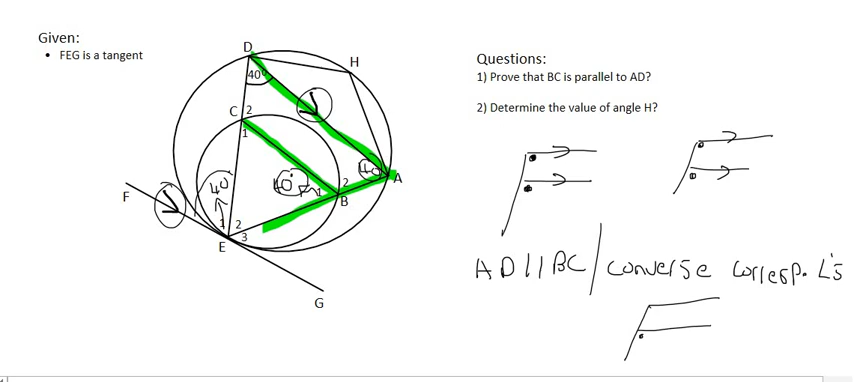 Given:
• FEG is a tangent
Questions:
1) Prove that BC is parallel to AD?
2) Determine the value of angle H?
D
H
40°
C 2
1
40°
40°
40
1
2
A
B
F
1 2
3
E
G
AD||BC / converse corresp. L's